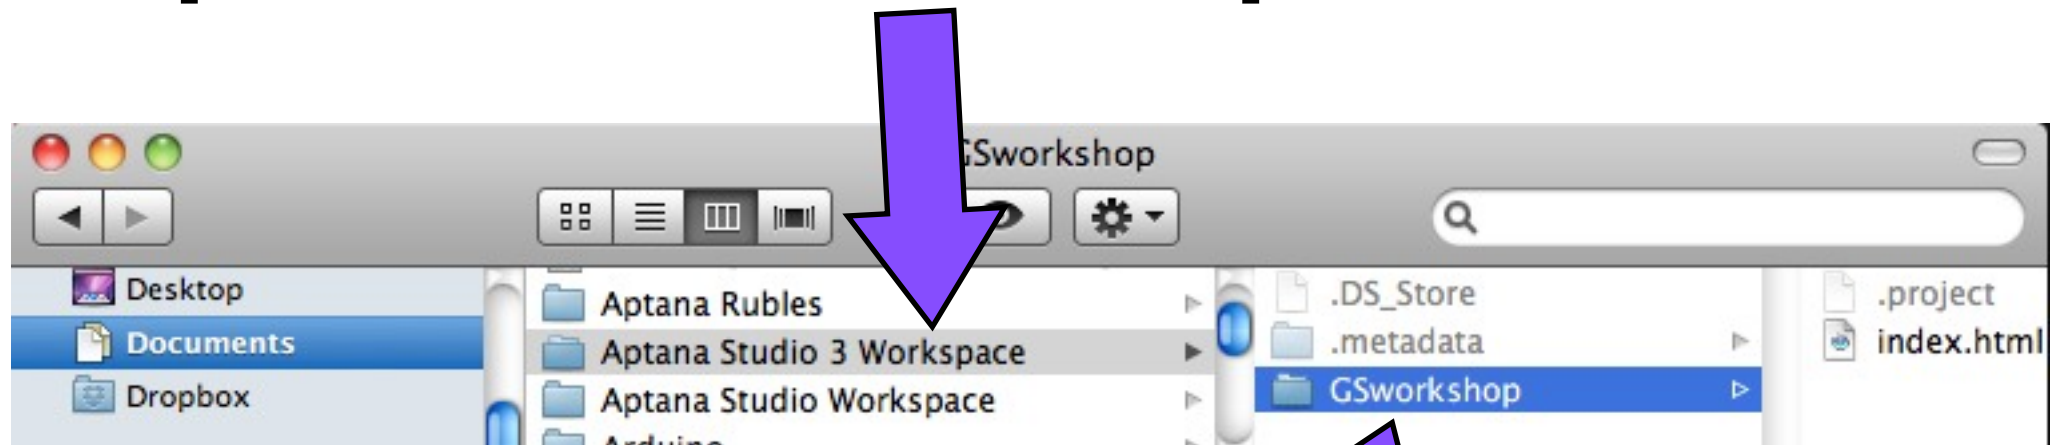 GSworkshop
Desktop
Documents
Dropbox
Aptana Rubles
Aptana Studio 3 Workspace
Aptana Studio Workspace
Arduino
.DS_Store
.metadata
GSworkshop
.project
index.html